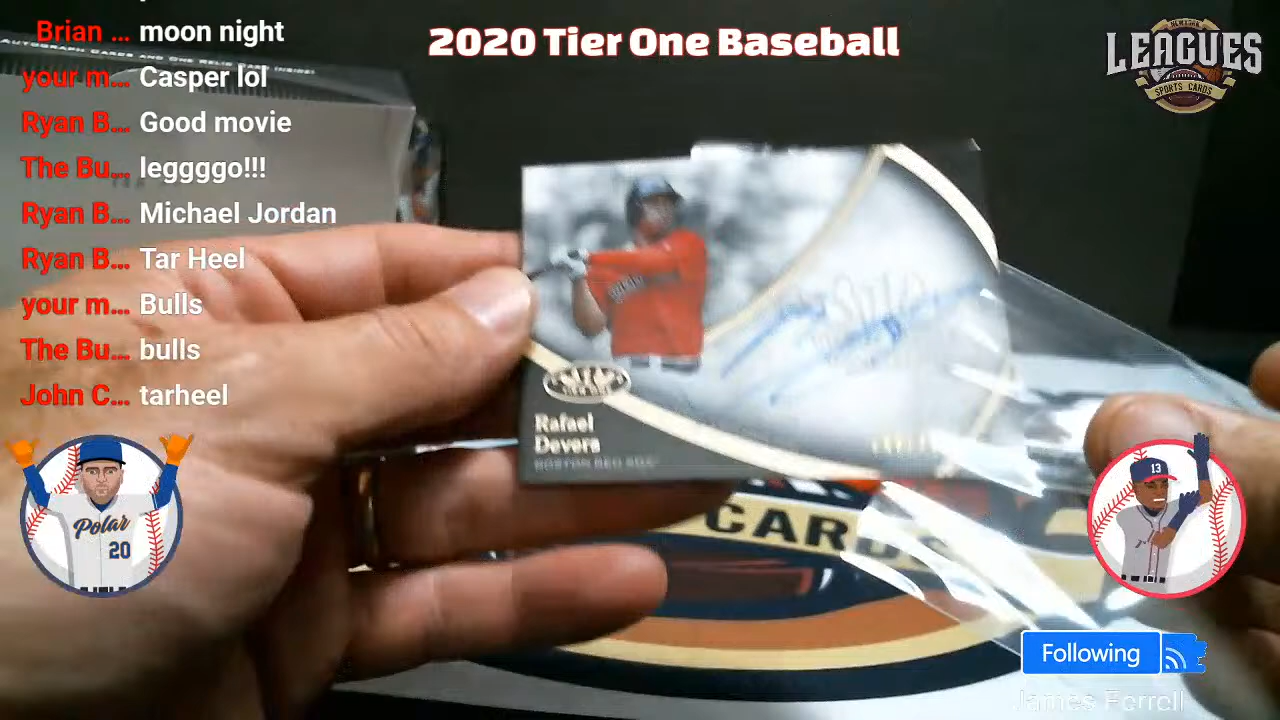 2020 Tier One Baseball
LEAGUES
SPORTS CARDS
Brian ... moon night
your m... Casper lol
Ryan B... Good movie
The Bu... leggggo!!!
Ryan B... Michael Jordan
Ryan B... Tar Heel
your m... Bulls
The Bu... bulls
John C... tarheel
Rafael
Devers
BOSTON RED SOX
CARDS
Polar
20
13
Following
James Ferrell